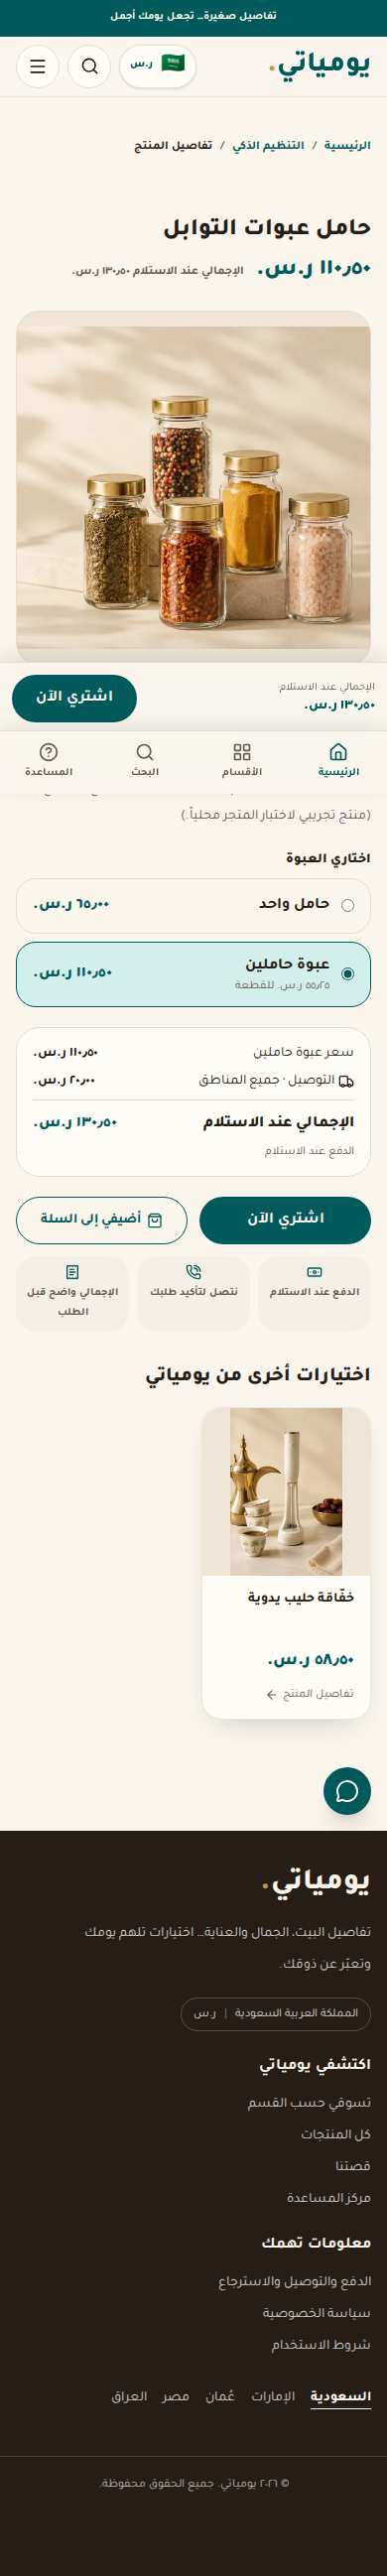 تفاصيل صغيرة… تجعل يومك أجمل
يومياتي.
ر.س
الرئيسية / التنظيم الذكي / تفاصيل المنتج
حامل عبوات التوابل
١١٠٫٥٠ ر.س. الإجمالي عند الاستلام ١٣٠٫٥٠ ر.س.
الإجمالي عند الاستلام
١٣٠٫٥٠ ر.س.
اشتري الآن
الرئيسية
الأقسام
البحث
المساعدة
(منتج تجريبي لاختبار المتجر محلياً.)
اختاري العبوة
حامل واحد ٦٥٫٠٠ ر.س.
عبوة حاملين ١١٠٫٥٠ ر.س.
٥٥٫٢٥ ر.س. للقطعة
سعر عبوة حاملين ١١٠٫٥٠ ر.س.
التوصيل · جميع المناطق ٢٠٫٠٠ ر.س.
الإجمالي عند الاستلام ١٣٠٫٥٠ ر.س.
الدفع عند الاستلام
اشتري الآن
أضيفي إلى السلة
الدفع عند الاستلام
نتصل لتأكيد طلبك
الإجمالي واضح قبل
الطلب
اختيارات أخرى من يومياتي
خفّاقة حليب يدوية
٥٨٫٥٠ ر.س.
تفاصيل المنتج
يومياتي.
تفاصيل البيت، الجمال والعناية… اختيارات تلهم يومك
وتعبّر عن ذوقك.
المملكة العربية السعودية | ر.س
اكتشفي يومياتي
تسوقي حسب القسم
كل المنتجات
قصتنا
مركز المساعدة
معلومات تهمك
الدفع والتوصيل والاسترجاع
سياسة الخصوصية
شروط الاستخدام
السعودية الإمارات عُمان مصر العراق
© ٢٠٢٦ يومياتي. جميع الحقوق محفوظة.